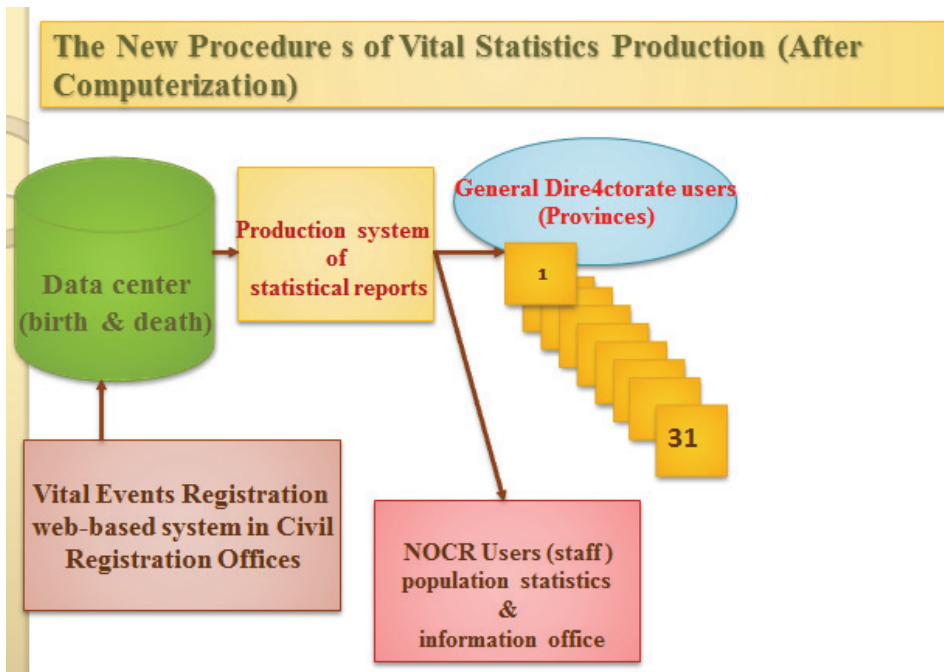 The New Procedure s of Vital Statistics Production (After
Computerization)
General Dire4ctorate users
(Provinces)
Production system
of
statistical reports
Data center
(birth & death)
1
31
Vital Events Registration
web-based system in Civil
Registration Offices
NOCR Users (staff)
population statistics
&
information office